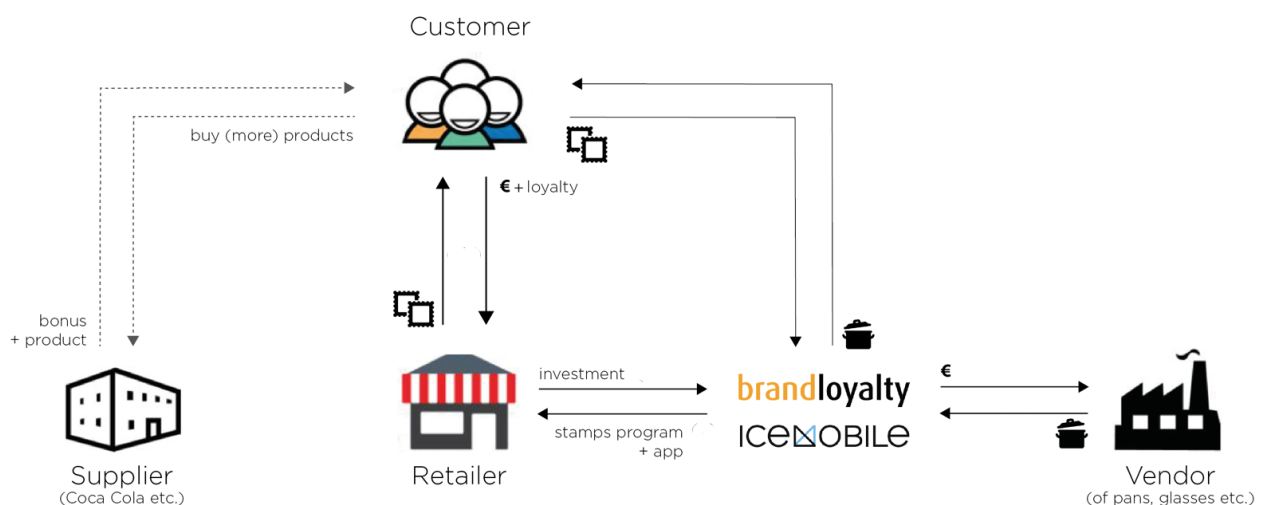 Customer
buy (more) products
€ + loyalty
bonus
+ product
investment
stamps program
+ app
brandloyalty
ICEMOBILE
€
Supplier
(Coca Cola etc.)
Retailer
Vendor
(of pans, glasses etc.)